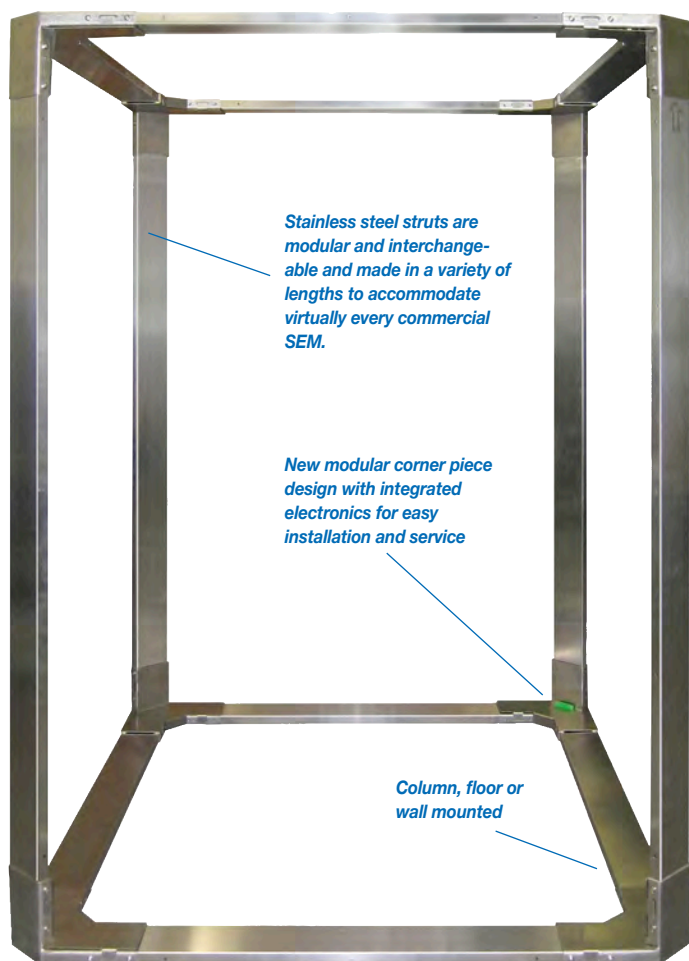 Stainless steel struts are
modular and interchange-
able and made in a variety of
lengths to accommodate
virtually every commercial
SEM.
New modular corner piece
design with integrated
electronics for easy
installation and service
Column, floor or
wall mounted